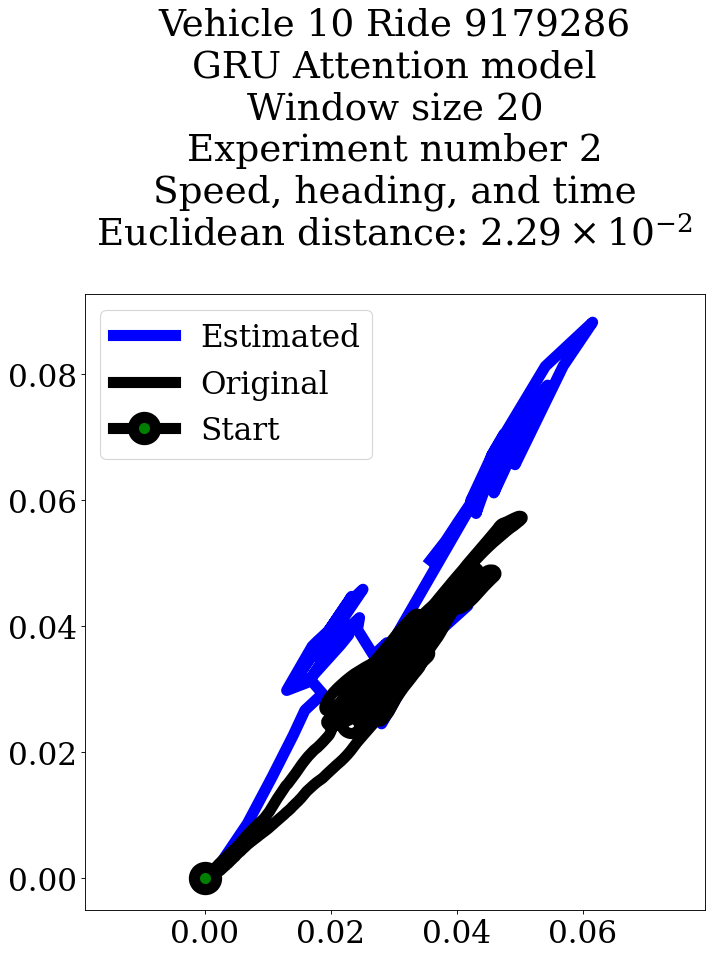 Vehicle 10 Ride 9179286
GRU Attention model
Window size 20
Experiment number 2
Speed, heading, and time
Euclidean distance: 2.29 × 10⁻²
Estimated
Original
Start
0.08
0.06
0.04
0.02
0.00
0.00 0.02 0.04 0.06